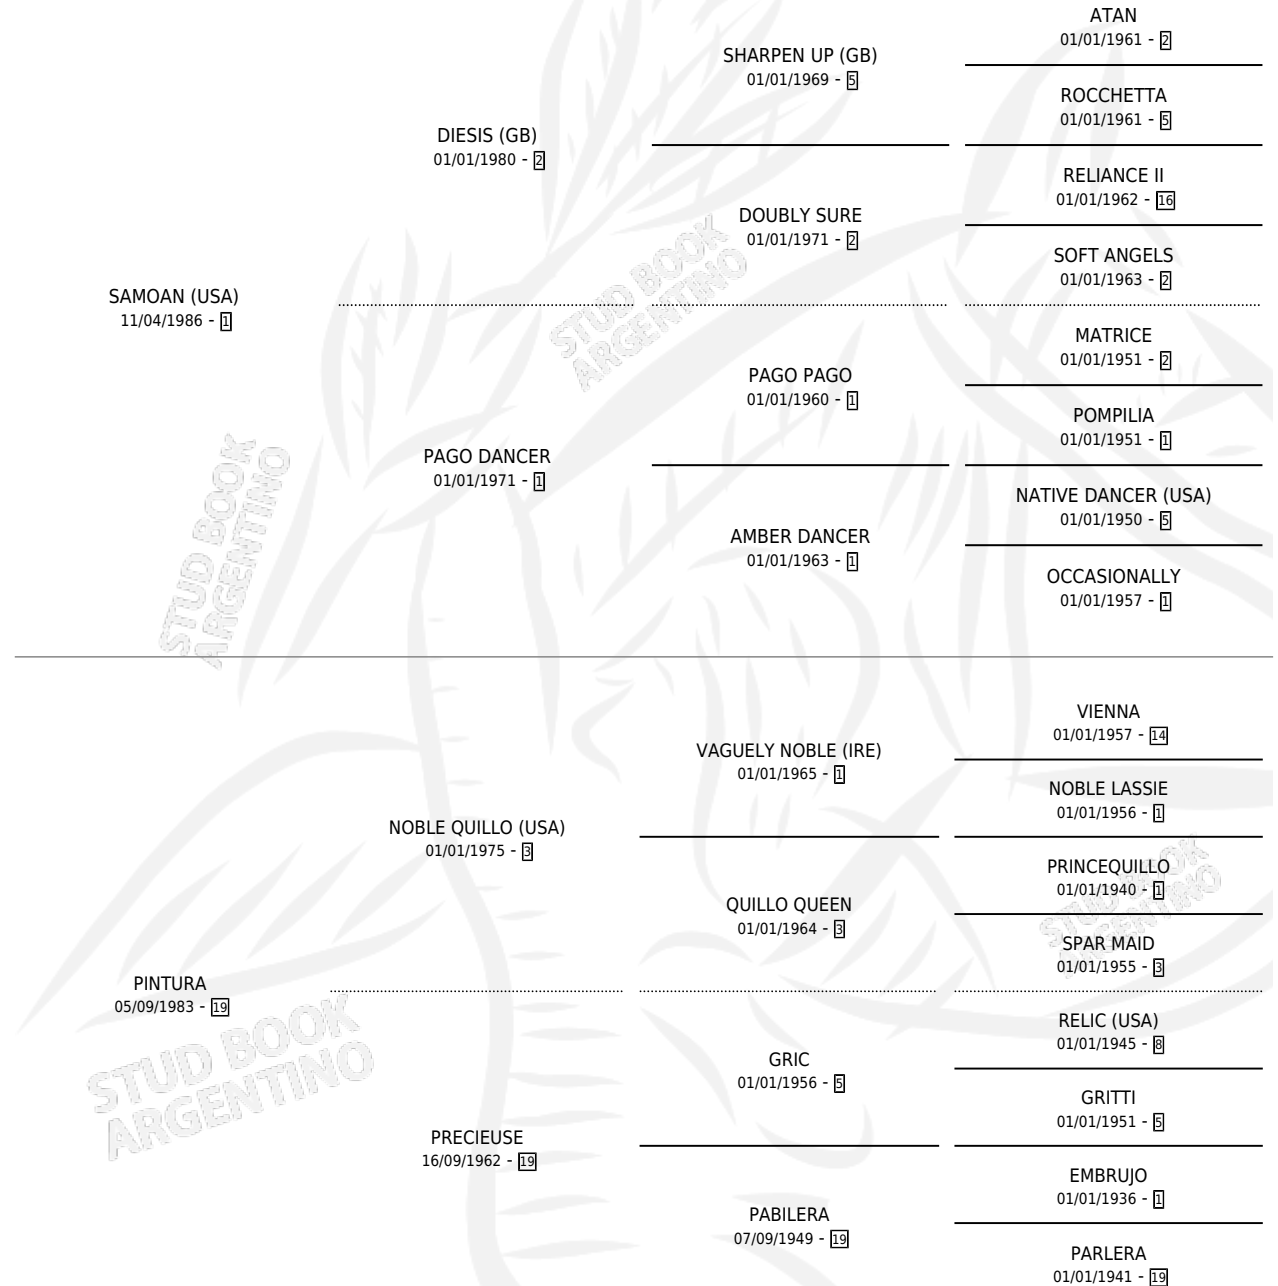 ATAN
01/01/1961 - 2
SHARPEN UP (GB)
01/01/1969 - 5
ROCCHETTA
01/01/1961 - 5
DIESIS (GB)
01/01/1980 - 2
RELIANCE II
01/01/1962 - 16
DOUBLY SURE
01/01/1971 - 2
SOFT ANGELS
01/01/1963 - 2
SAMOAN (USA)
11/04/1986 - 1
MATRICE
01/01/1951 - 2
PAGO PAGO
01/01/1960 - 1
POMPILIA
01/01/1951 - 1
PAGO DANCER
01/01/1971 - 1
NATIVE DANCER (USA)
01/01/1950 - 5
AMBER DANCER
01/01/1963 - 1
OCCASIONALLY
01/01/1957 - 1
VIENNA
01/01/1957 - 14
VAGUELY NOBLE (IRE)
01/01/1965 - 1
NOBLE LASSIE
01/01/1956 - 1
NOBLE QUILLO (USA)
01/01/1975 - 3
PRINCEQUILLO
01/01/1940 - 1
QUILLO QUEEN
01/01/1964 - 3
SPAR MAID
01/01/1955 - 3
PINTURA
05/09/1983 - 19
RELIC (USA)
01/01/1945 - 8
GRIC
01/01/1956 - 5
GRITTI
01/01/1951 - 5
PRECIEUSE
16/09/1962 - 19
EMBRUJO
01/01/1936 - 1
PABILERA
07/09/1949 - 19
PARLERA
01/01/1941 - 19
STUD BOOK
ARGENTINO
STUD BOOK
ARGENTINO
STUD BOOK
ARGENTINO
STUD BOOK
ARGENTINO